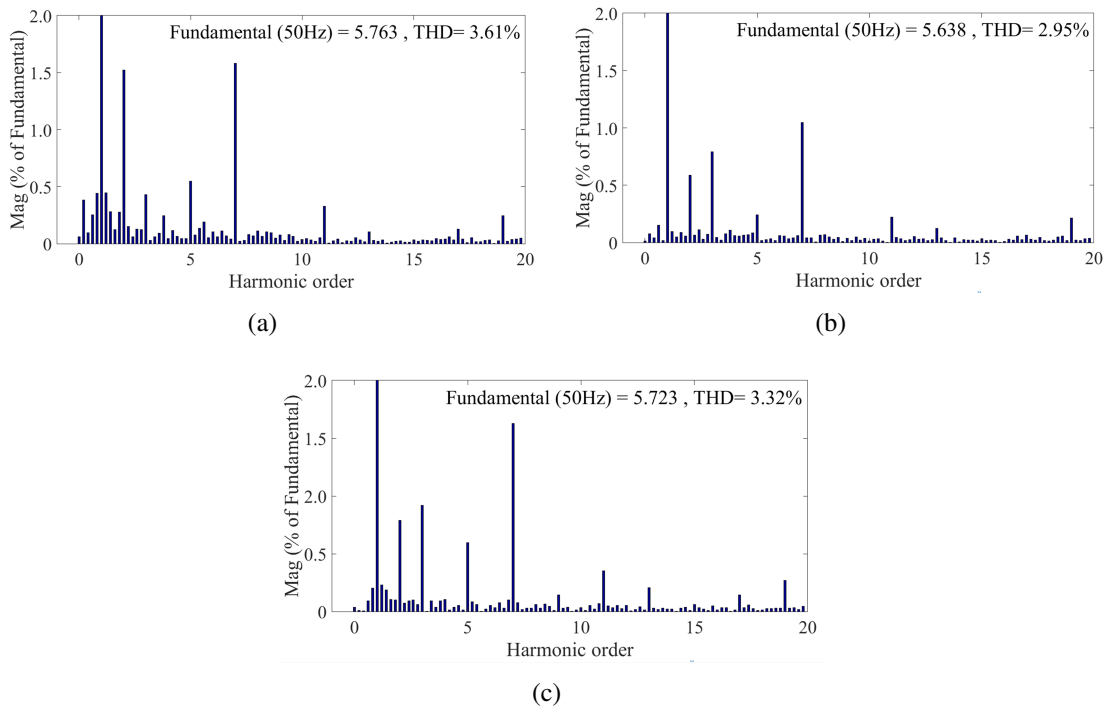 Fundamental (50Hz) = 5.763 , THD= 3.61%
Mag (% of Fundamental)
2.0
1.5
1.0
0.5
0
0 5 10 15 20
Harmonic order
(a)
Fundamental (50Hz) = 5.638 , THD= 2.95%
Mag (% of Fundamental)
2.0
1.5
1.0
0.5
0
0 5 10 15 20
Harmonic order
(b)
Fundamental (50Hz) = 5.723 , THD= 3.32%
Mag (% of Fundamental)
2.0
1.5
2.0
0.5
0
0 5 10 15 20
Harmonic order
(c)